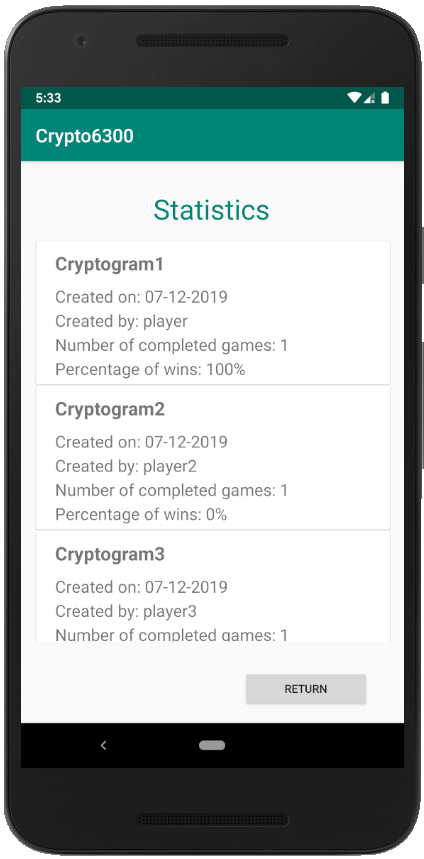 5:33
Crypto6300
Statistics
Cryptogram1
Created on: 07-12-2019
Created by: player
Number of completed games: 1
Percentage of wins: 100%
Cryptogram2
Created on: 07-12-2019
Created by: player2
Number of completed games: 1
Percentage of wins: 0%
Cryptogram3
Created on: 07-12-2019
Created by: player3
Number of completed games: 1
RETURN